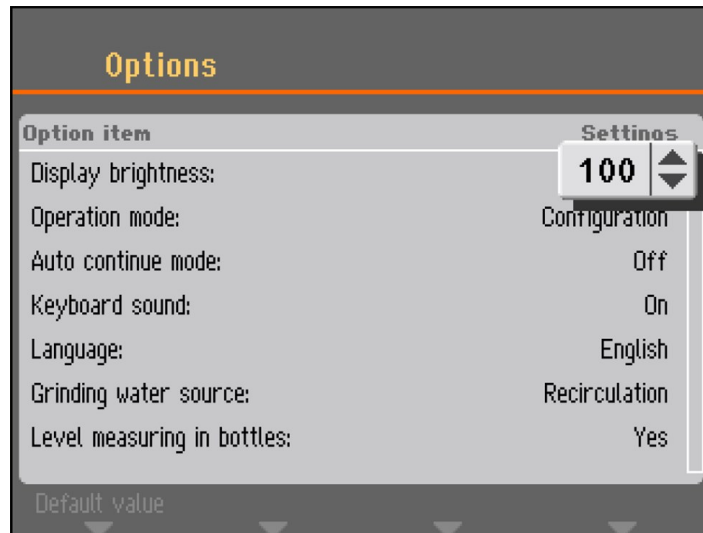 Options
Option item Settings
Display brightness: 100
Operation mode: Configuration
Auto continue mode: Off
Keyboard sound: On
Language: English
Grinding water source: Recirculation
Level measuring in bottles: Yes
Default value